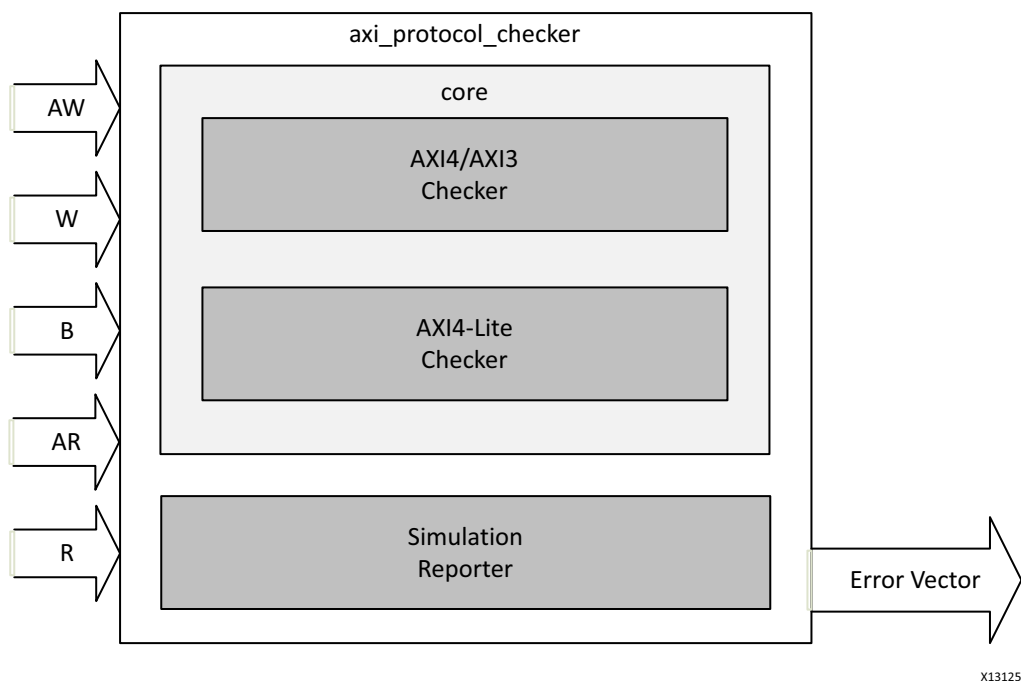 axi_protocol_checker
core
AW
AXI4/AXI3
Checker
W
B
AXI4-Lite
Checker
AR
R
Simulation
Reporter
Error Vector
X13125